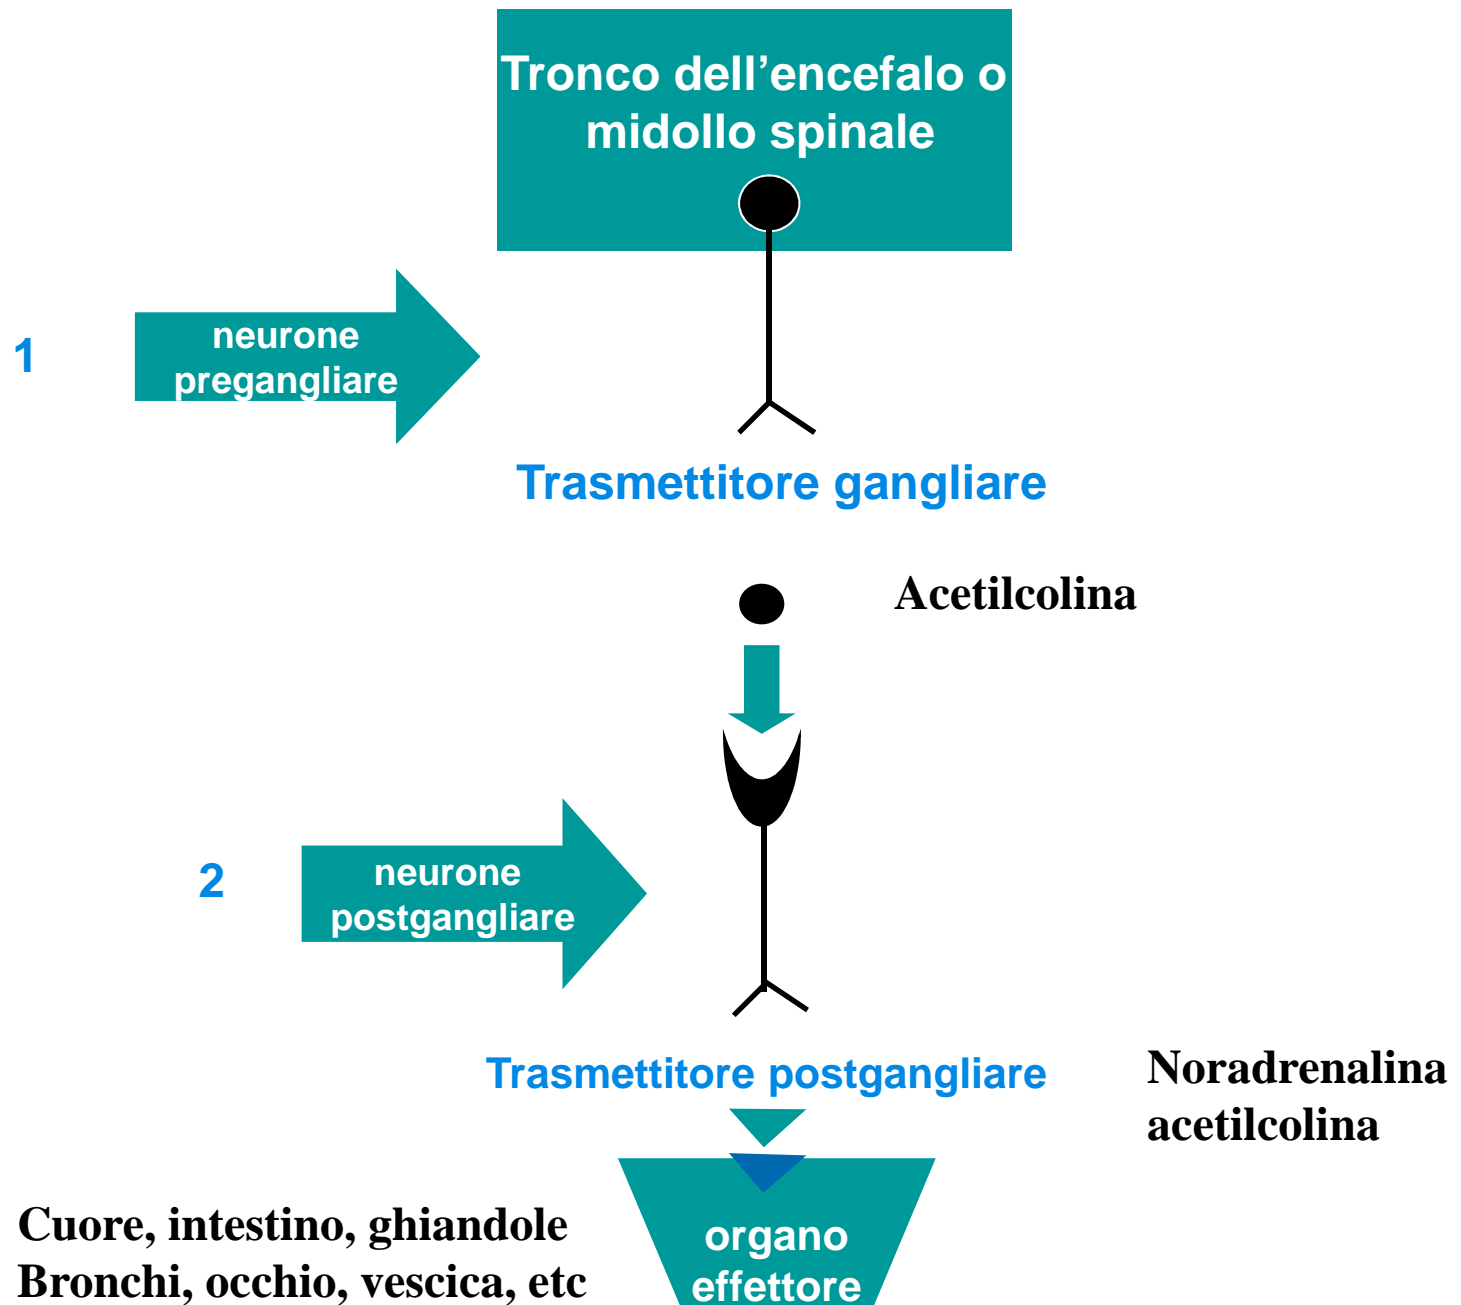 Tronco dell’encefalo o
midollo spinale
1
neurone
pregangliare
Trasmettitore gangliare
Acetilcolina
2
neurone
postgangliare
Trasmettitore postgangliare
Noradrenalina
acetilcolina
Cuore, intestino, ghiandole
Bronchi, occhio, vescica, etc
organo
effettore